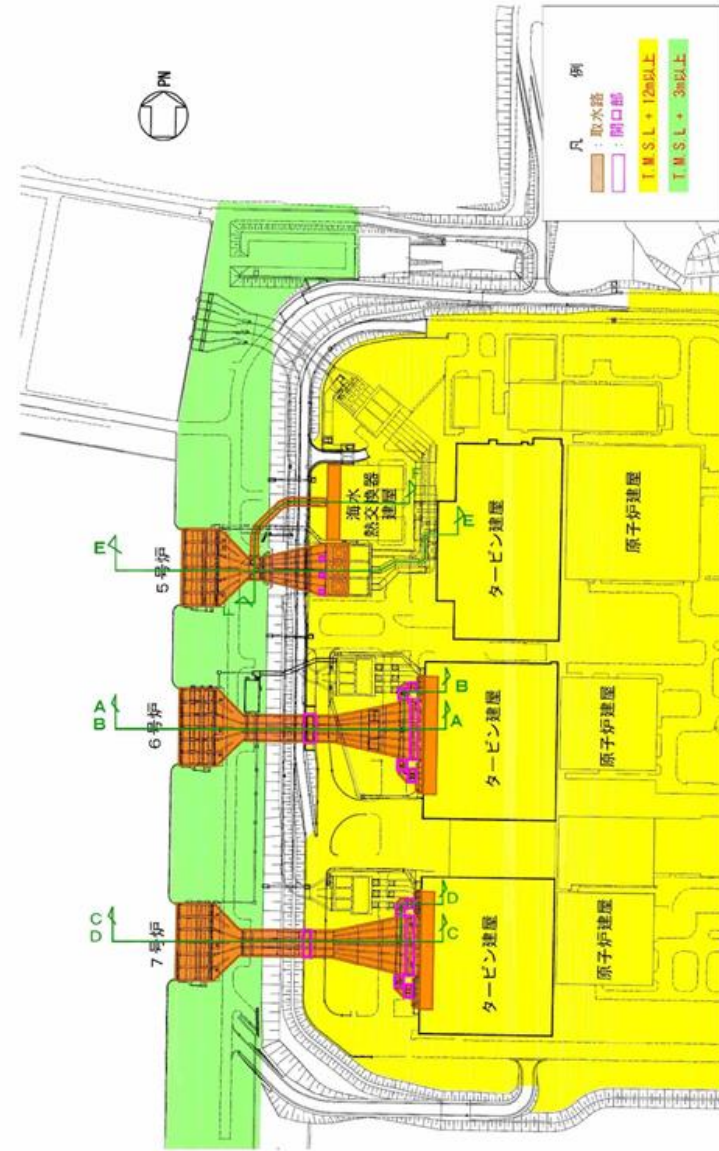 PN
凡 例
：取水路
：開口部
T.M.S.L + 12m以上
T.M.S.L + 3m以上
E
5号炉
F
海水
熱交換器
建屋
F
E
タービン建屋
原子炉建屋
A
B
6号炉
B
A
タービン建屋
原子炉建屋
C
D
7号炉
D
C
タービン建屋
原子炉建屋